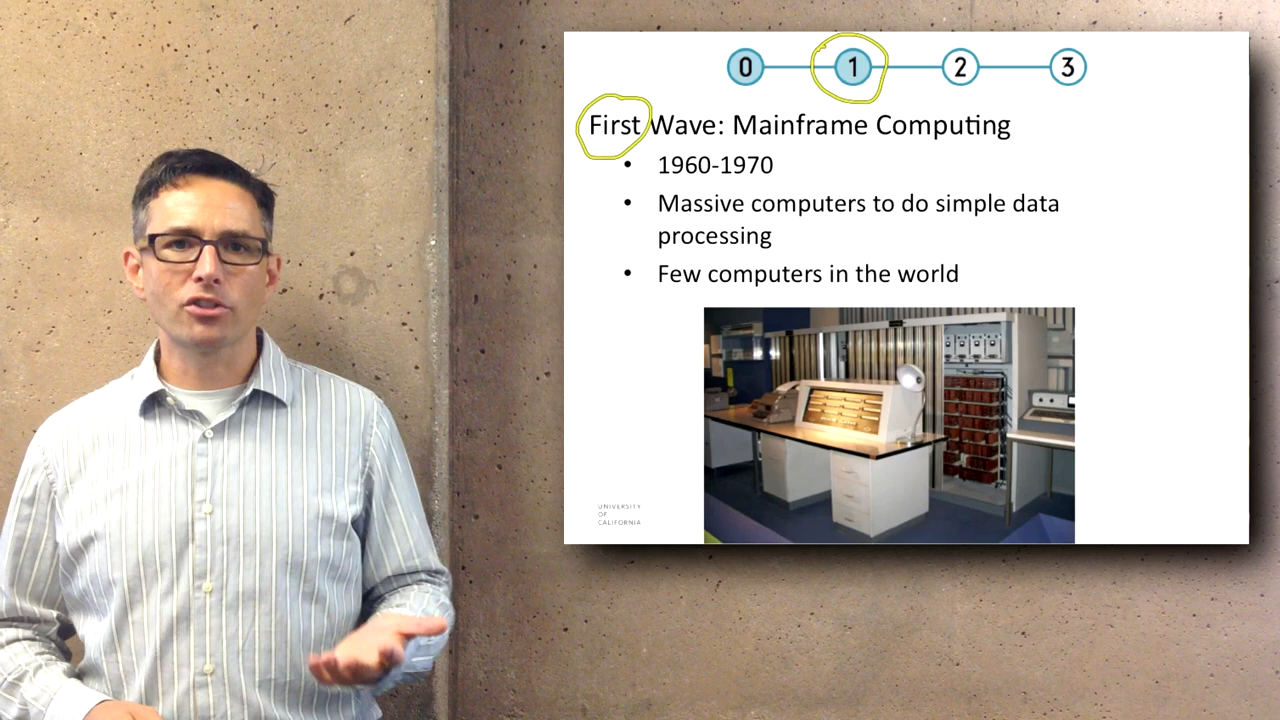 0 1 2 3
First Wave: Mainframe Computing
• 1960-1970
• Massive computers to do simple data
processing
• Few computers in the world
UNIVERSITY
OF
CALIFORNIA